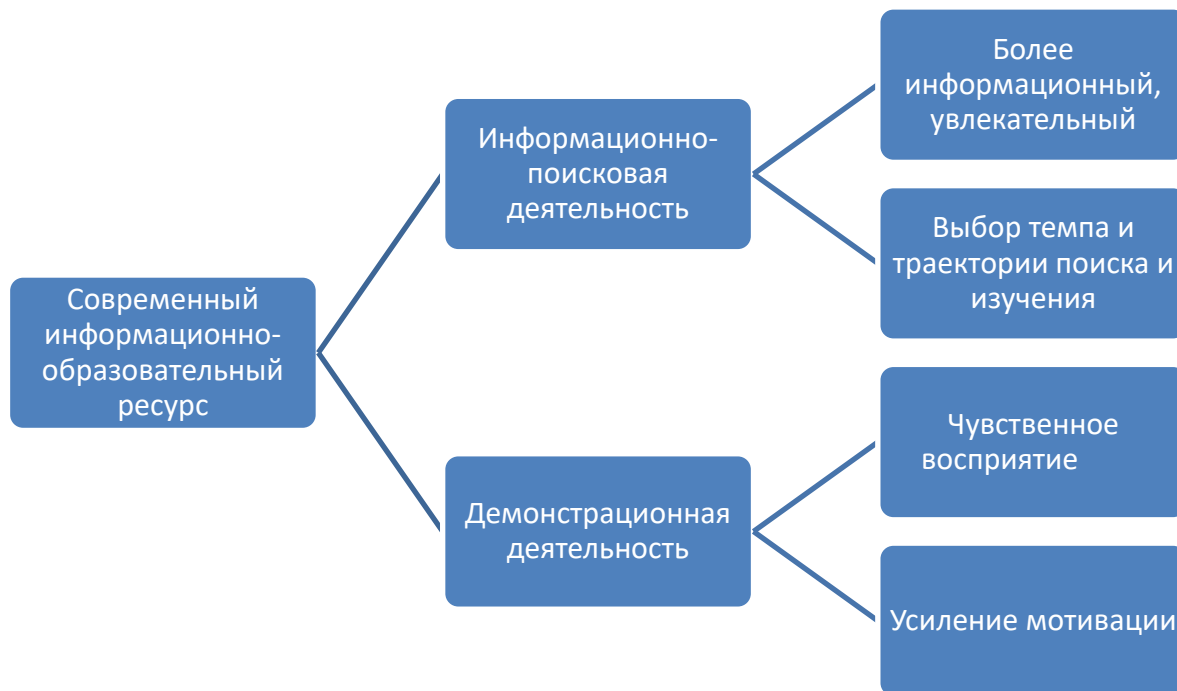 Современный
информационно-
образовательный
ресурс
Информационно-
поисковая
деятельность
Более
информационный,
увлекательный
Выбор темпа и
траектории поиска и
изучения
Демонстрационная
деятельность
Чувственное
восприятие
Усиление мотивации